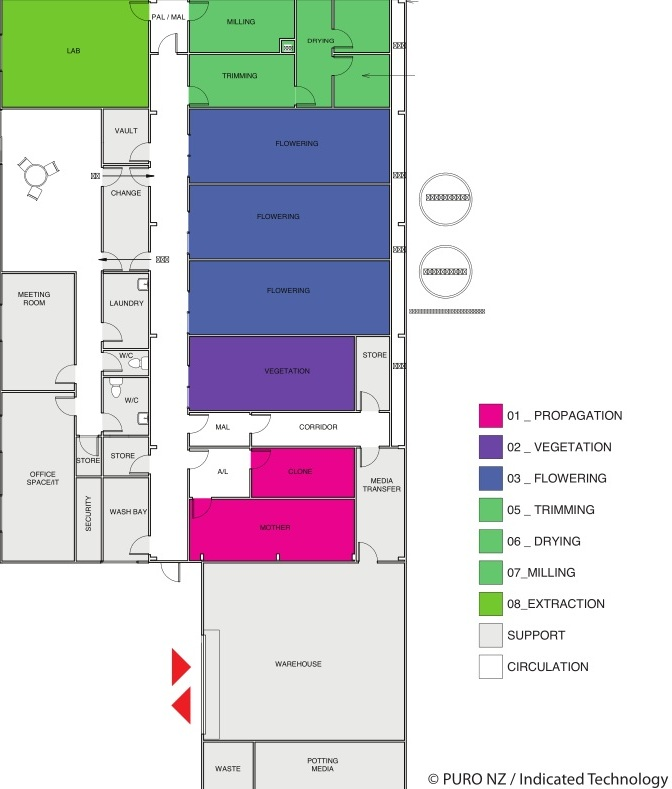 PAL / MAL
MILLING
DRYING
LAB
TRIMMING
VAULT
FLOWERING
CHANGE
FLOWERING
MEETING
ROOM
LAUNDRY
FLOWERING
W/C
STORE
VEGETATION
W/C
MAL
CORRIDOR
STORE
STORE
A/L
CLONE
MEDIA
TRANSFER
OFFICE
SPACE/IT
SECURITY
WASH BAY
MOTHER
WAREHOUSE
WASTE
POTTING
MEDIA
01 _ PROPAGATION
02 _ VEGETATION
03 _ FLOWERING
05 _ TRIMMING
06 _ DRYING
07_MILLING
08_EXTRACTION
SUPPORT
CIRCULATION
© PURO NZ / Indicated Technology